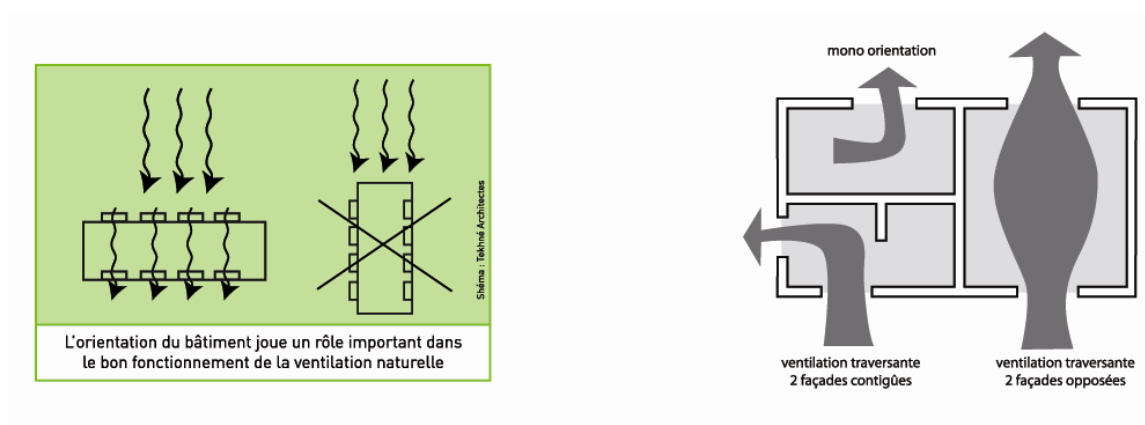 Shéma : Tekhné Architectes
L'orientation du bâtiment joue un rôle important dans
le bon fonctionnement de la ventilation naturelle
mono orientation
ventilation traversante
2 façades contigûes
ventilation traversante
2 façades opposées